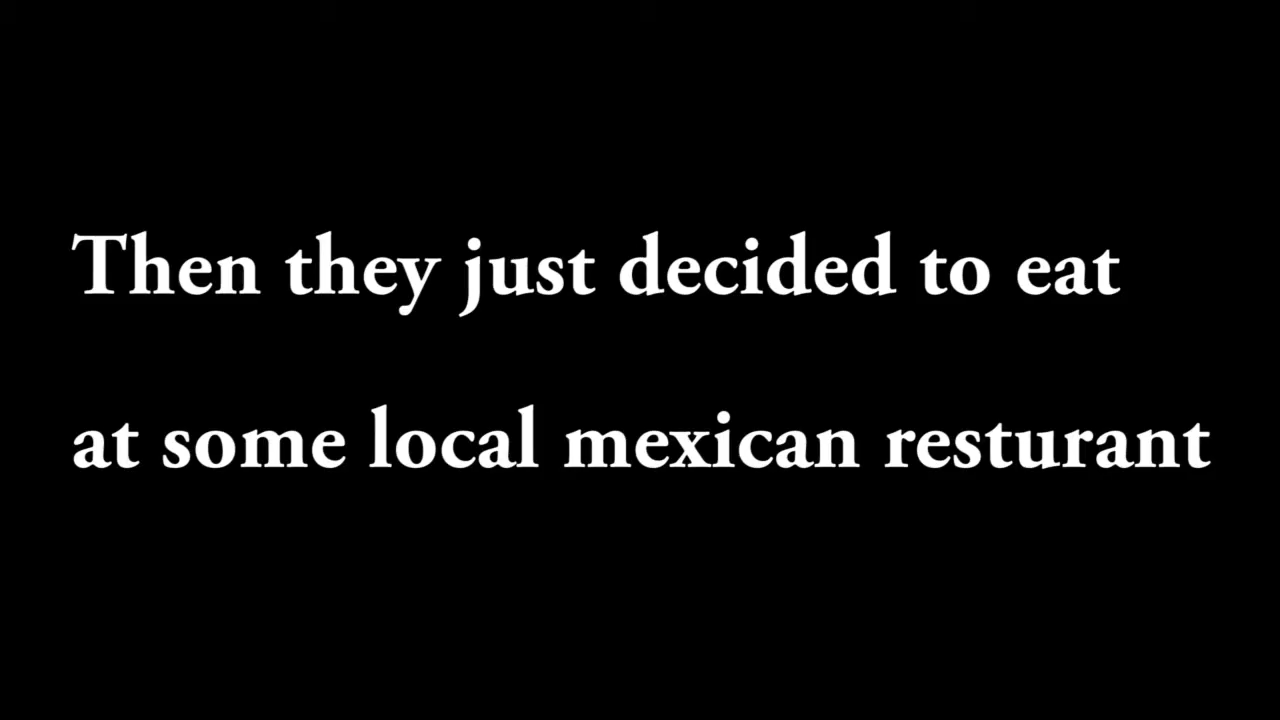 Then they just decided to eat
at some local mexican resturant